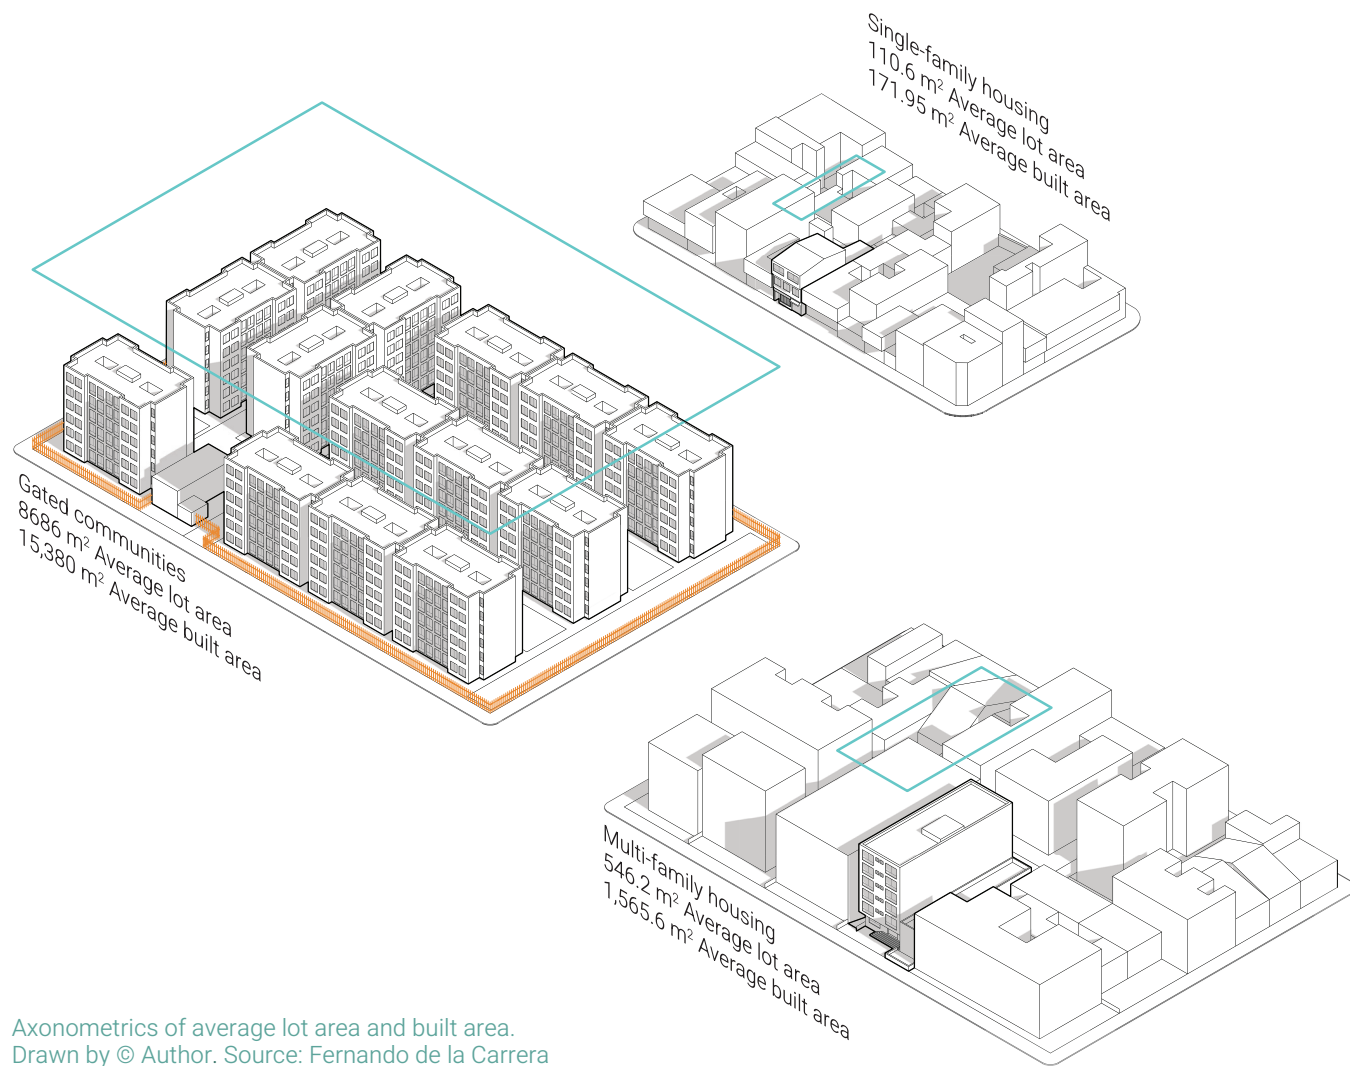 Single-family housing
110.6 m² Average lot area
171.95 m² Average built area
Gated communities
8686 m² Average lot area
15,380 m² Average built area
Multi-family housing
546.2 m² Average lot area
1,565.6 m² Average built area
Axonometrics of average lot area and built area.
Drawn by © Author. Source: Fernando de la Carrera